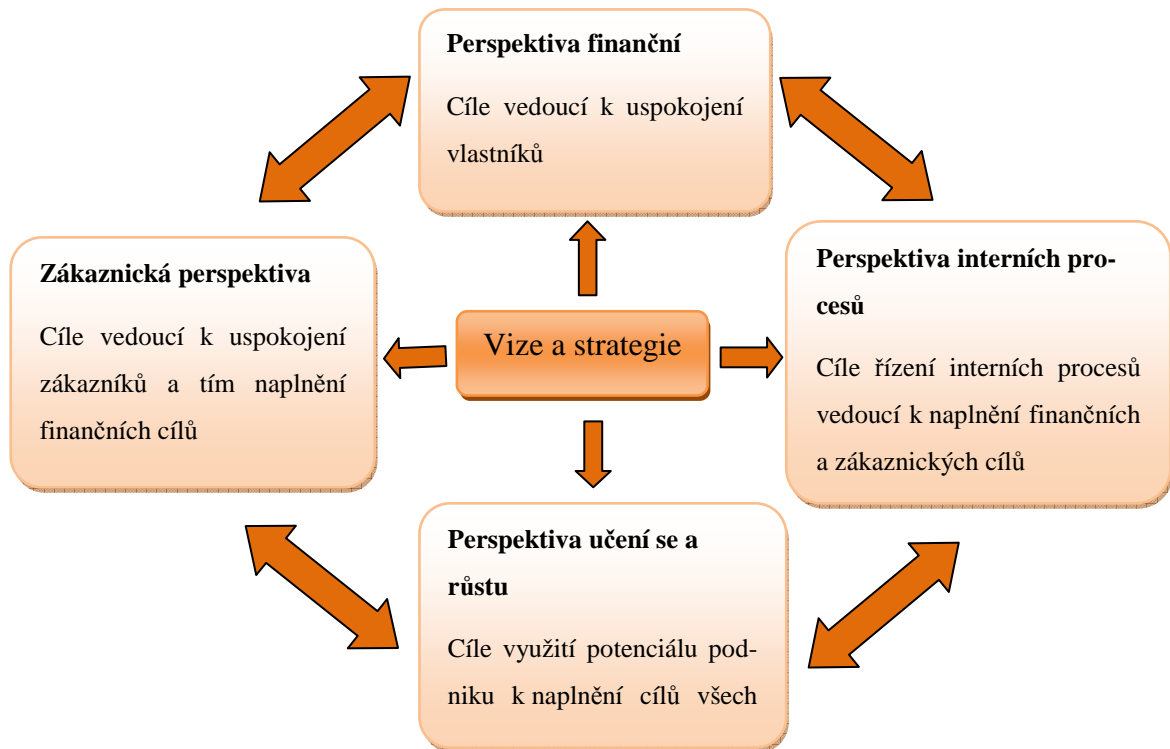 Perspektiva finanční
Cíle vedoucí k uspokojení
vlastníků
Zákaznická perspektiva
Cíle vedoucí k uspokojení
zákazníků a tím naplnění
finančních cílů
Vize a strategie
Perspektiva interních pro-
cesů
Cíle řízení interních procesů
vedoucí k naplnění finančních
a zákaznických cílů
Perspektiva učení se a
růstu
Cíle využití potenciálu pod-
niku k naplnění cílů všech